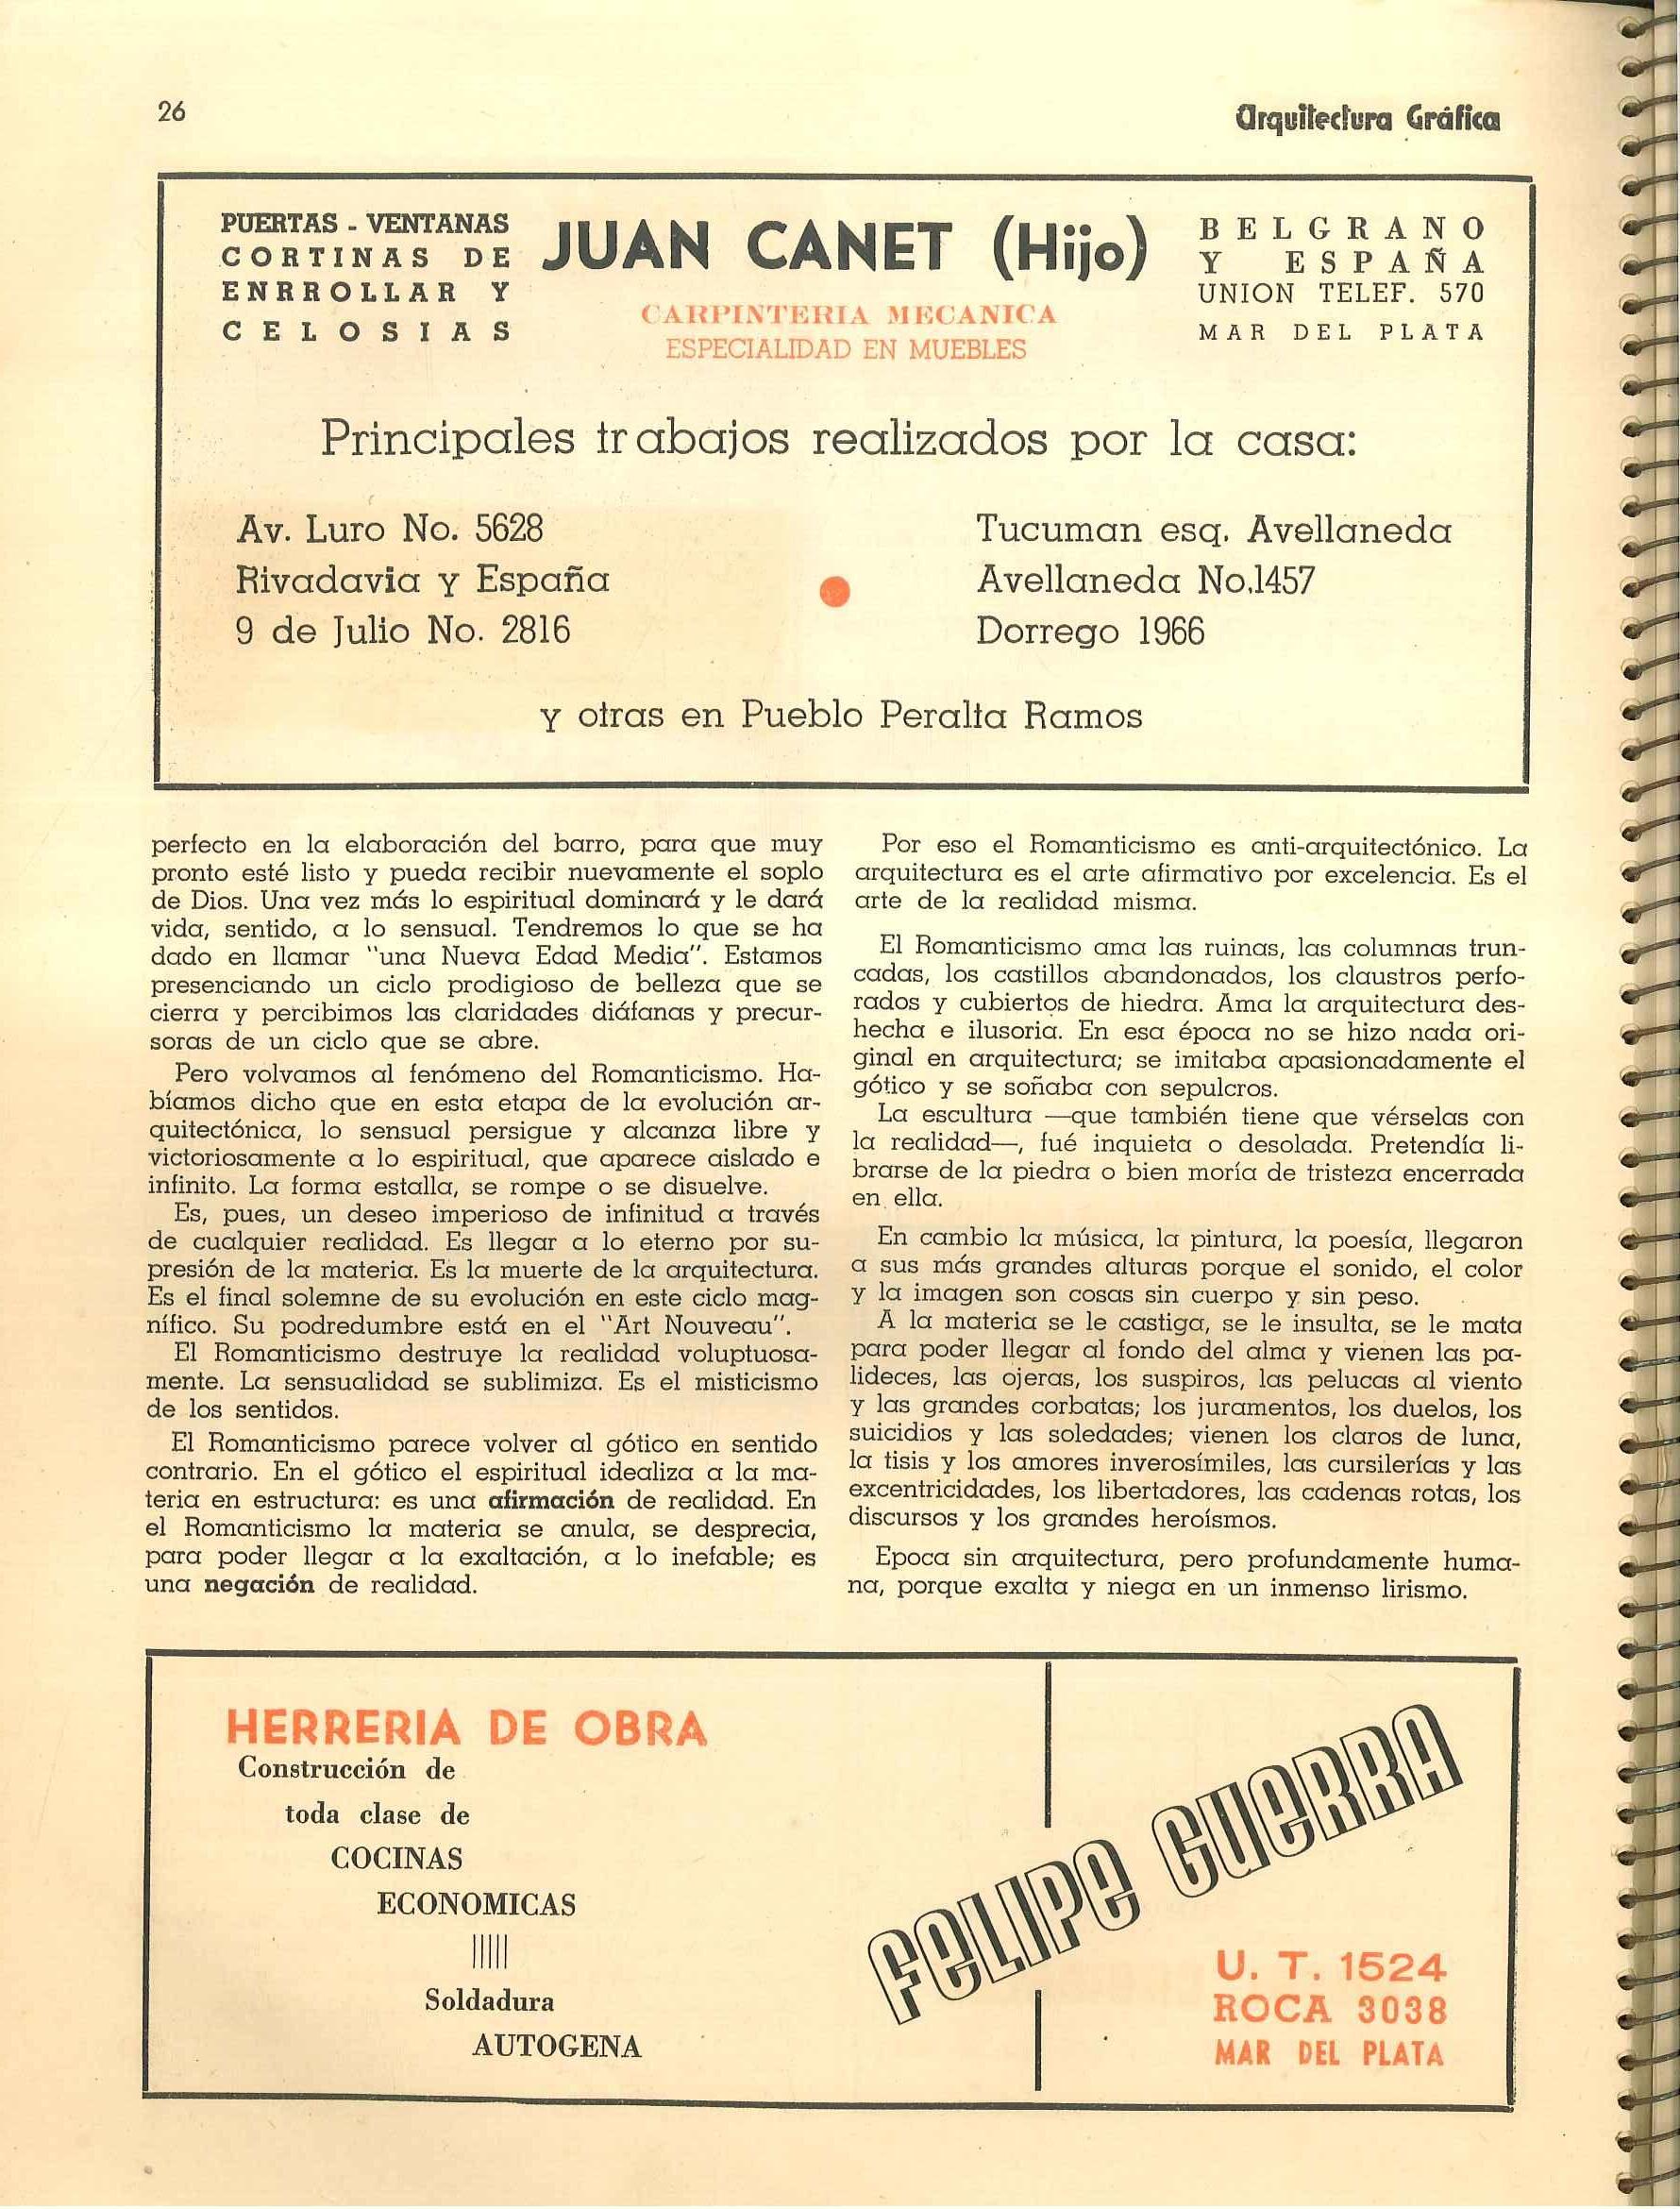 26
Arquitectura Gráfica
PUERTAS - VENTANAS
CORTINAS DE
ENRROLLAR Y
CELOSIAS
JUAN CANET (Hijo)
CARPINTERIA MECANICA
ESPECIALIDAD EN MUEBLES
BELGRANO
Y ESPAÑA
UNION TELEF. 570
MAR DEL PLATA
Principales trabajos realizados por la casa:
Av. Luro No. 5628
Rivadavia y España
9 de Julio No. 2816
Tucuman esq. Avellaneda
Avellaneda No.1457
Dorrego 1966
y otras en Pueblo Peralta Ramos
perfecto en la elaboración del barro, para que muy
pronto esté listo y pueda recibir nuevamente el soplo
de Dios. Una vez más lo espiritual dominará y le dará
vida, sentido, a lo sensual. Tendremos lo que se ha
dado en llamar "una Nueva Edad Media". Estamos
presenciando un ciclo prodigioso de belleza que se
cierra y percibimos las claridades diáfanas y precur-
soras de un ciclo que se abre.
Pero volvamos al fenómeno del Romanticismo. Ha-
bíamos dicho que en esta etapa de la evolución ar-
quitectónica, lo sensual persigue y alcanza libre y
victoriosamente a lo espiritual, que aparece aislado e
infinito. La forma estalla, se rompe o se disuelve.
Es, pues, un deseo imperioso de infinitud a través
de cualquier realidad. Es llegar a lo eterno por su-
presión de la materia. Es la muerte de la arquitectura.
Es el final solemne de su evolución en este ciclo mag-
nífico. Su podredumbre está en el "Art Nouveau".
El Romanticismo destruye la realidad voluptuosa-
mente. La sensualidad se sublimiza. Es el misticismo
de los sentidos.
El Romanticismo parece volver al gótico en sentido
contrario. En el gótico el espiritual idealiza a la ma-
teria en estructura: es una afirmación de realidad. En
el Romanticismo la materia se anula, se desprecia,
para poder llegar a la exaltación, a lo inefable; es
una negación de realidad.
Por eso el Romanticismo es anti-arquitectónico. La
arquitectura es el arte afirmativo por excelencia. Es el
arte de la realidad misma.
El Romanticismo ama las ruinas, las columnas trun-
cadas, los castillos abandonados, los claustros perfo-
rados y cubiertos de hiedra. Ama la arquitectura des-
hecha e ilusoria. En esa época no se hizo nada ori-
ginal en arquitectura; se imitaba apasionadamente el
gótico y se soñaba con sepulcros.
La escultura —que también tiene que vérselas con
la realidad—, fué inquieta o desolada. Pretendía li-
brarse de la piedra o bien moría de tristeza encerrada
en ella.
En cambio la música, la pintura, la poesía, llegaron
a sus más grandes alturas porque el sonido, el color
y la imagen son cosas sin cuerpo y sin peso.
A la materia se le castiga, se le insulta, se le mata
para poder llegar al fondo del alma y vienen las pa-
lideces, las ojeras, los suspiros, las pelucas al viento
y las grandes corbatas; los juramentos, los duelos, los
suicidios y las soledades; vienen los claros de luna,
la tisis y los amores inverosímiles, las cursilerías y las
excentricidades, los libertadores, las cadenas rotas, los
discursos y los grandes heroísmos.
Epoca sin arquitectura, pero profundamente huma-
na, porque exalta y niega en un inmenso lirismo.
HERRERIA DE OBRA
Construcción de
toda clase de
COCINAS
ECONOMICAS
Soldadura
AUTOGENA
FELIPE GUERRA
U. T. 1524
ROCA 3038
MAR DEL PLATA